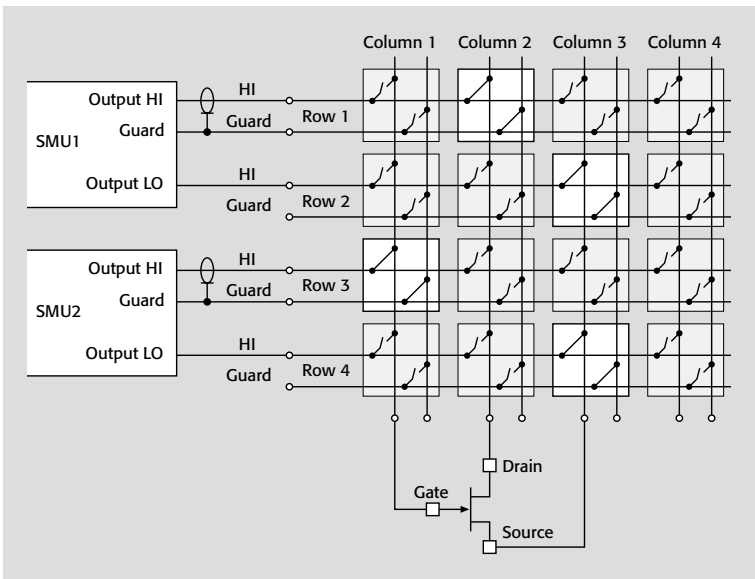 Column 1 Column 2 Column 3 Column 4
HI
Output HI
Row 1
Guard
Guard
SMU1
HI
Output LO
Row 2
Guard
HI
Output HI
Row 3
Guard
Guard
SMU2
HI
Output LO
Row 4
Guard
Drain
Gate
Source